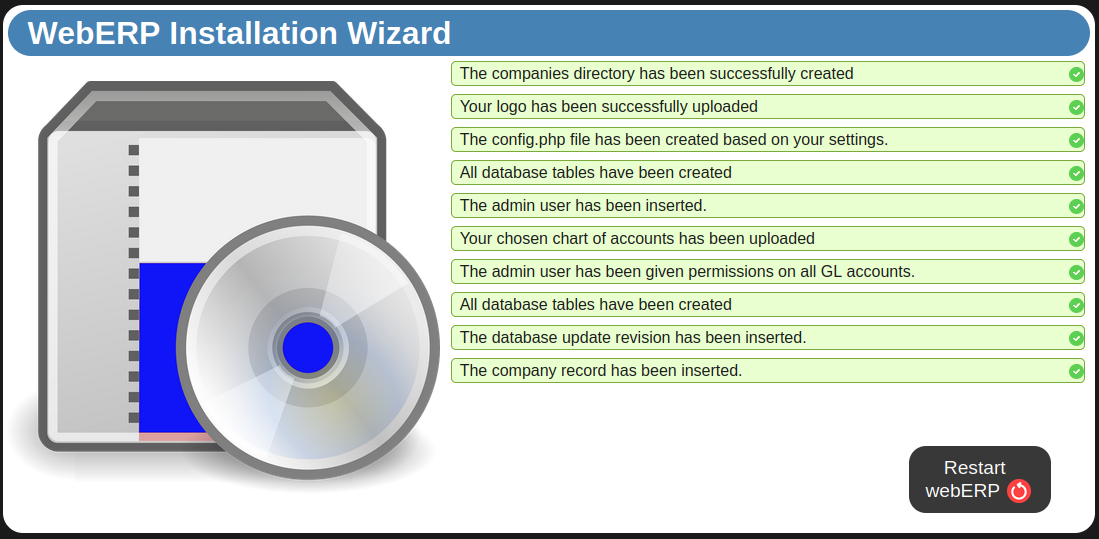 WebERP Installation Wizard
The companies directory has been successfully created
Your logo has been successfully uploaded
The config.php file has been created based on your settings.
All database tables have been created
The admin user has been inserted.
Your chosen chart of accounts has been uploaded
The admin user has been given permissions on all GL accounts.
All database tables have been created
The database update revision has been inserted.
The company record has been inserted.
Restart
webERP